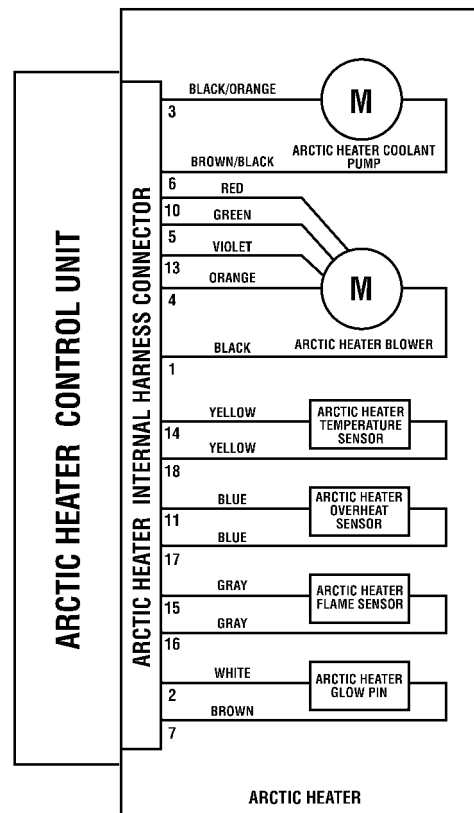 ARCTIC HEATER CONTROL UNIT
ARCTIC HEATER INTERNAL HARNESS CONNECTOR
BLACK/ORANGE
3
M
ARCTIC HEATER COOLANT
PUMP
BROWN/BLACK
6
RED
10
GREEN
5
VIOLET
13
ORANGE
4
M
ARCTIC HEATER BLOWER
BLACK
1
YELLOW
14
ARCTIC HEATER
TEMPERATURE
SENSOR
YELLOW
18
BLUE
11
ARCTIC HEATER
OVERHEAT
SENSOR
BLUE
17
GRAY
15
ARCTIC HEATER
FLAME SENSOR
GRAY
16
WHITE
2
ARCTIC HEATER
GLOW PIN
BROWN
7
ARCTIC HEATER